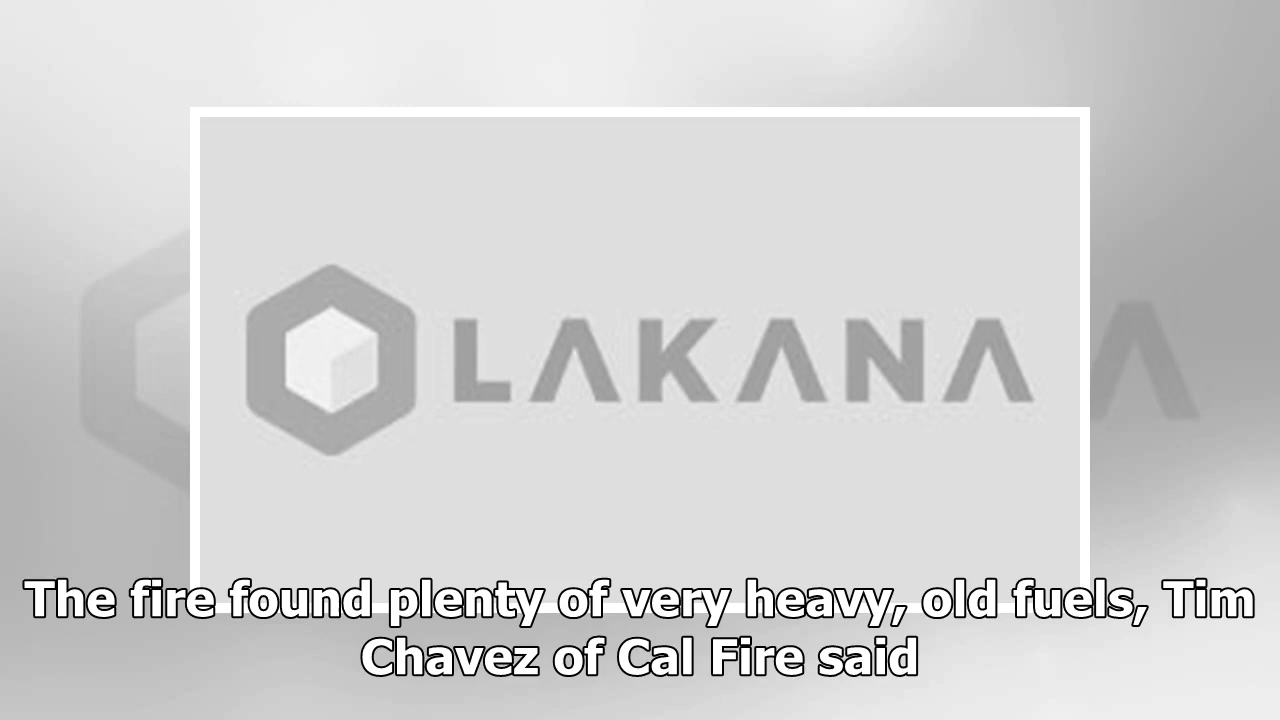 LAKANA
The fire found plenty of very heavy, old fuels, Tim
Chavez of Cal Fire said